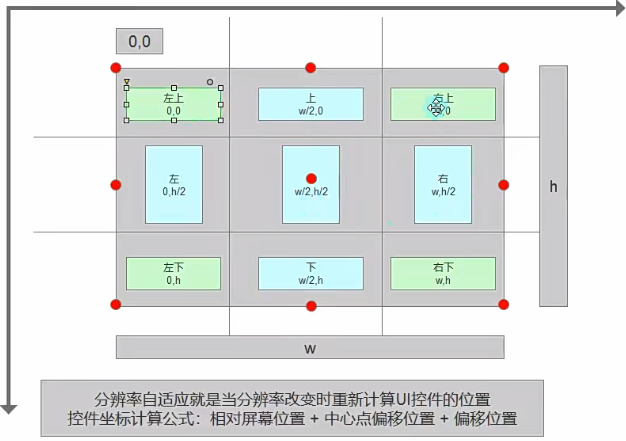 0,0
左上
0,0
上
w/2,0
右上
左
0,h/2
w/2,h/2
右
w,h/2
h
左下
0,h
下
w/2,h
右下
w,h
w
分辨率自适应就是当分辨率改变时重新计算UI控件的位置
控件坐标计算公式：相对屏幕位置 + 中心点偏移位置 + 偏移位置